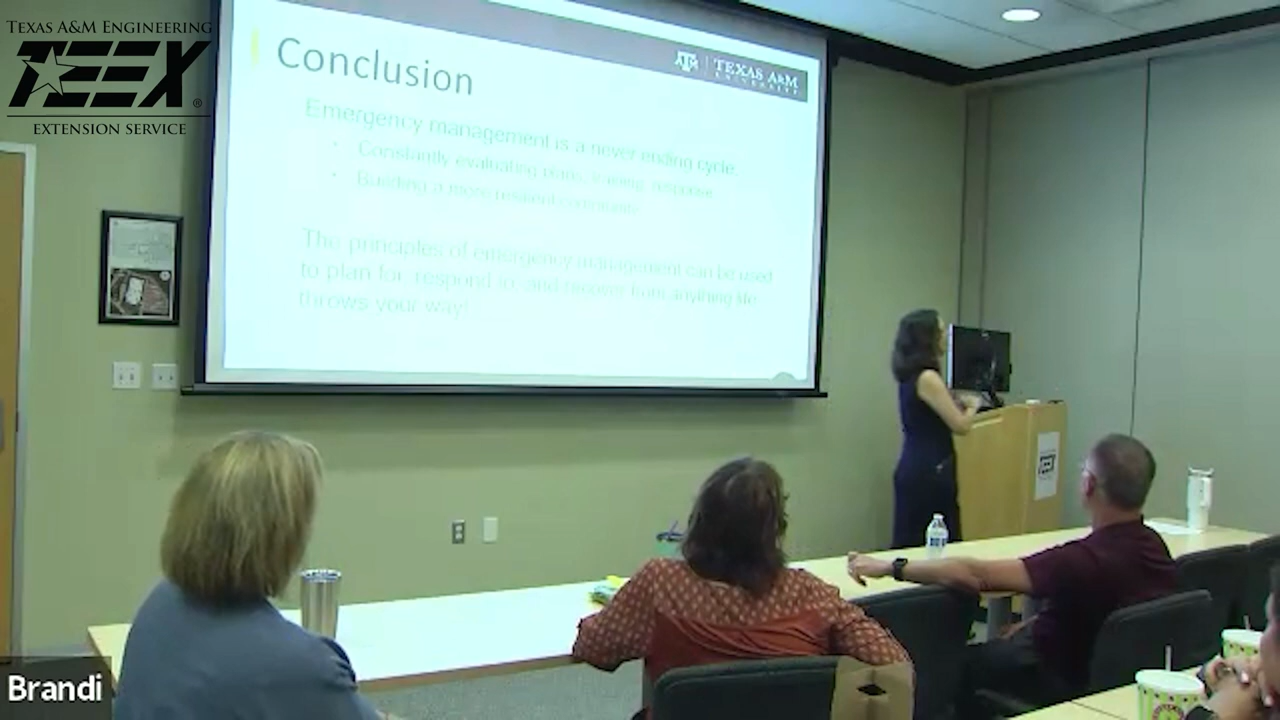 TEXAS A&M ENGINEERING
TEEX®
EXTENSION SERVICE
Conclusion
TEXAS A&M
UNIVERSITY
Emergency management is a never ending cycle.
• Constantly evaluating plans, training, response
• Building a more resilient community
The principles of emergency management can be used
to plan for, respond to, and recover from anything life
throws your way!
TEEX
Brandi